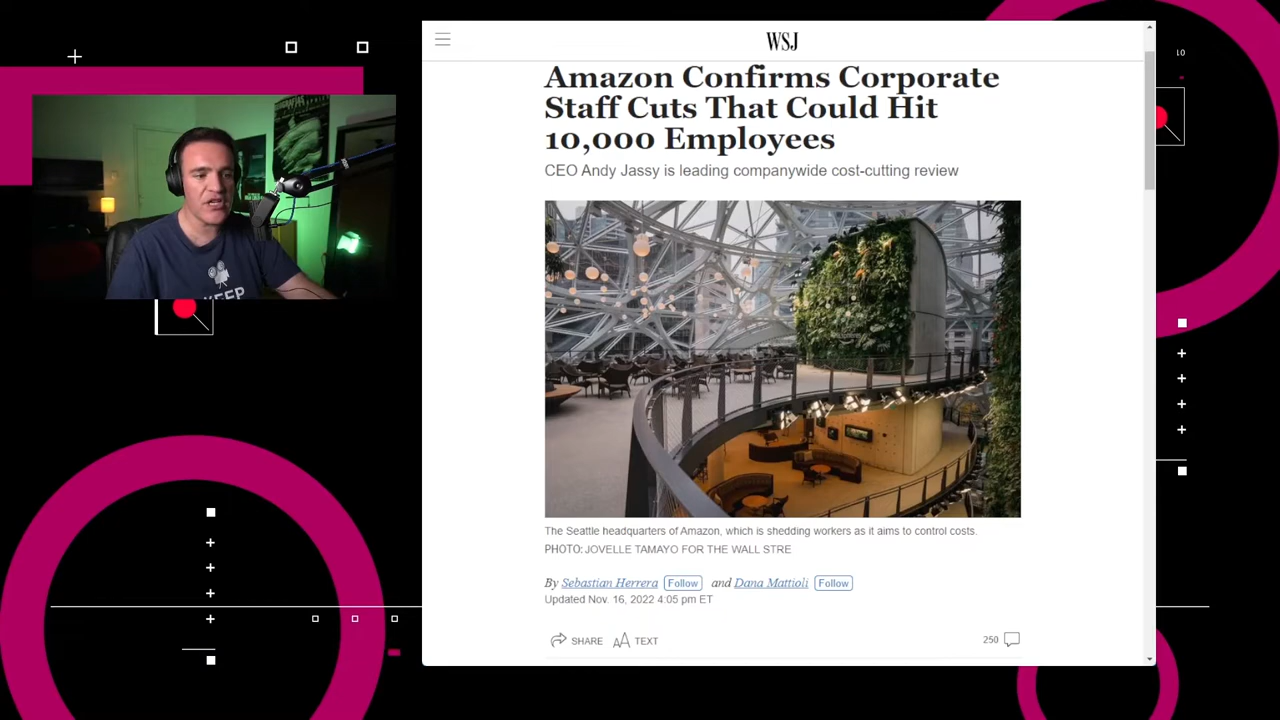 WSJ
Amazon Confirms Corporate
Staff Cuts That Could Hit
10,000 Employees
CEO Andy Jassy is leading companywide cost-cutting review
The Seattle headquarters of Amazon, which is shedding workers as it aims to control costs.
PHOTO: JOVELLE TAMAYO FOR THE WALL STRE
By Sebastian Herrera Follow and Dana Mattioli Follow
Updated Nov. 16, 2022 4:05 pm ET
SHARE TEXT 250
KEEP